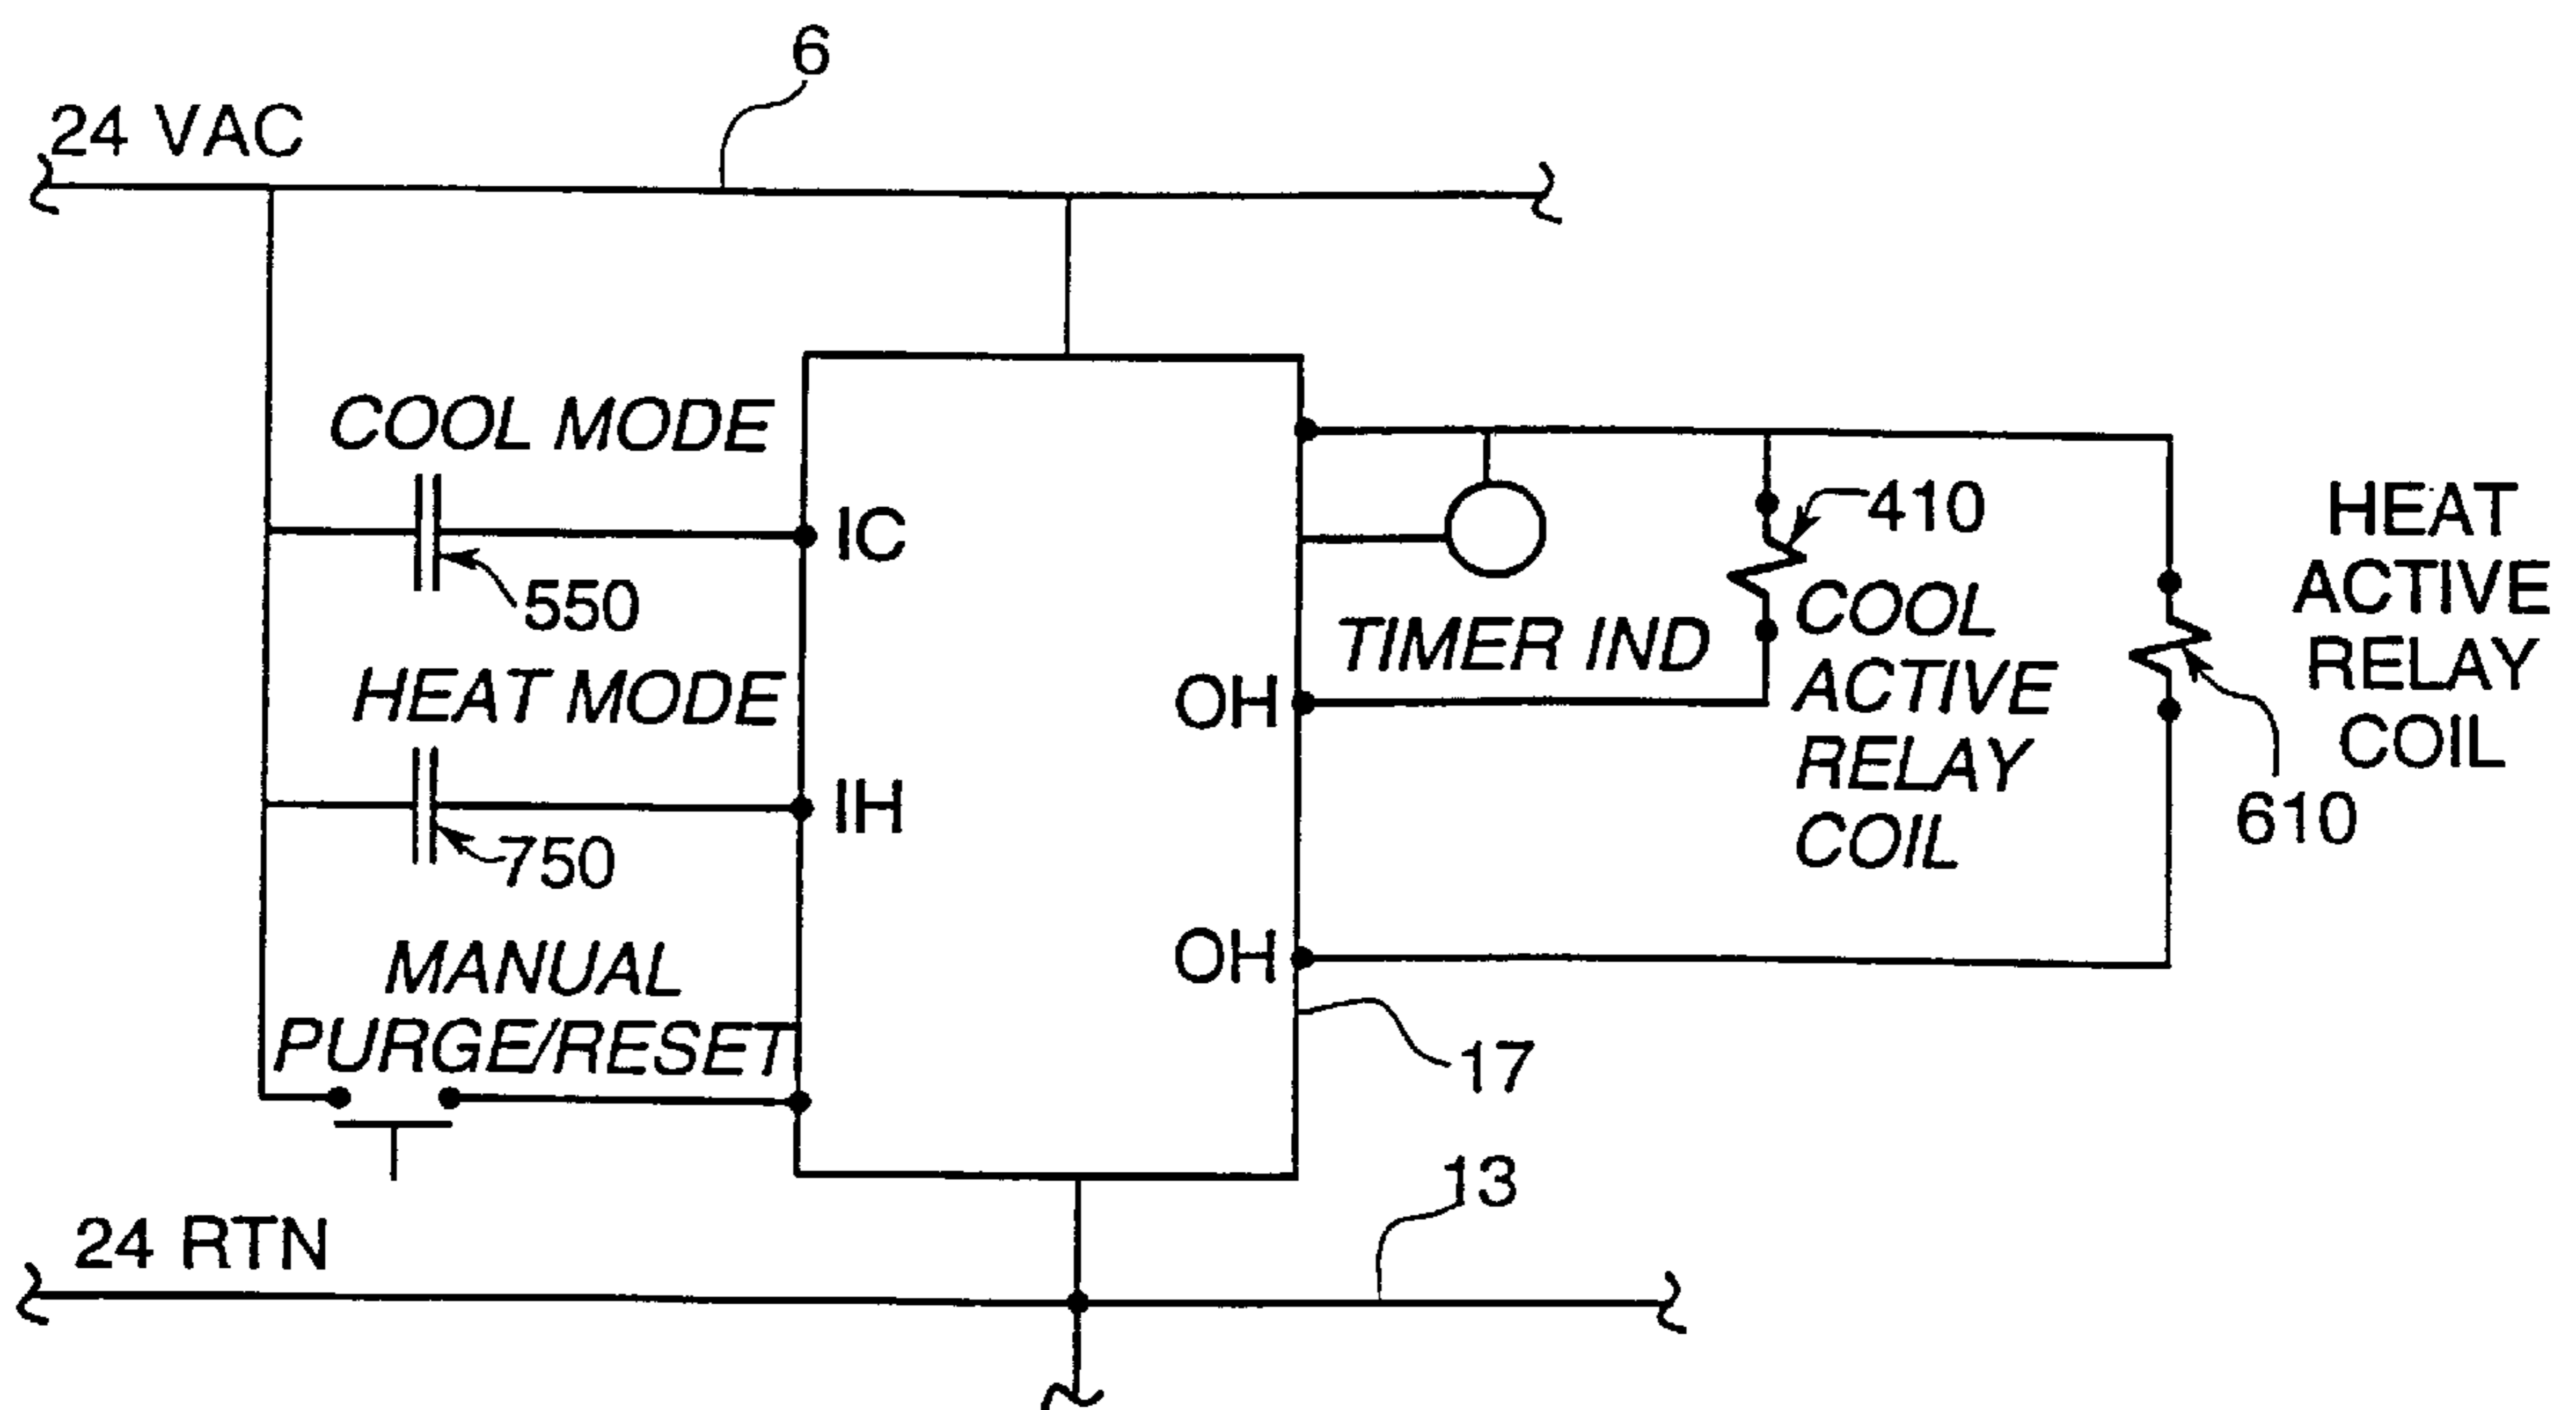 6
24 VAC
COOL MODE
IC
550
HEAT MODE
IH
750
MANUAL
PURGE/RESET
TIMER IND
OH
OH
410
COOL
ACTIVE
RELAY
COIL
HEAT
ACTIVE
RELAY
COIL
610
17
13
24 RTN